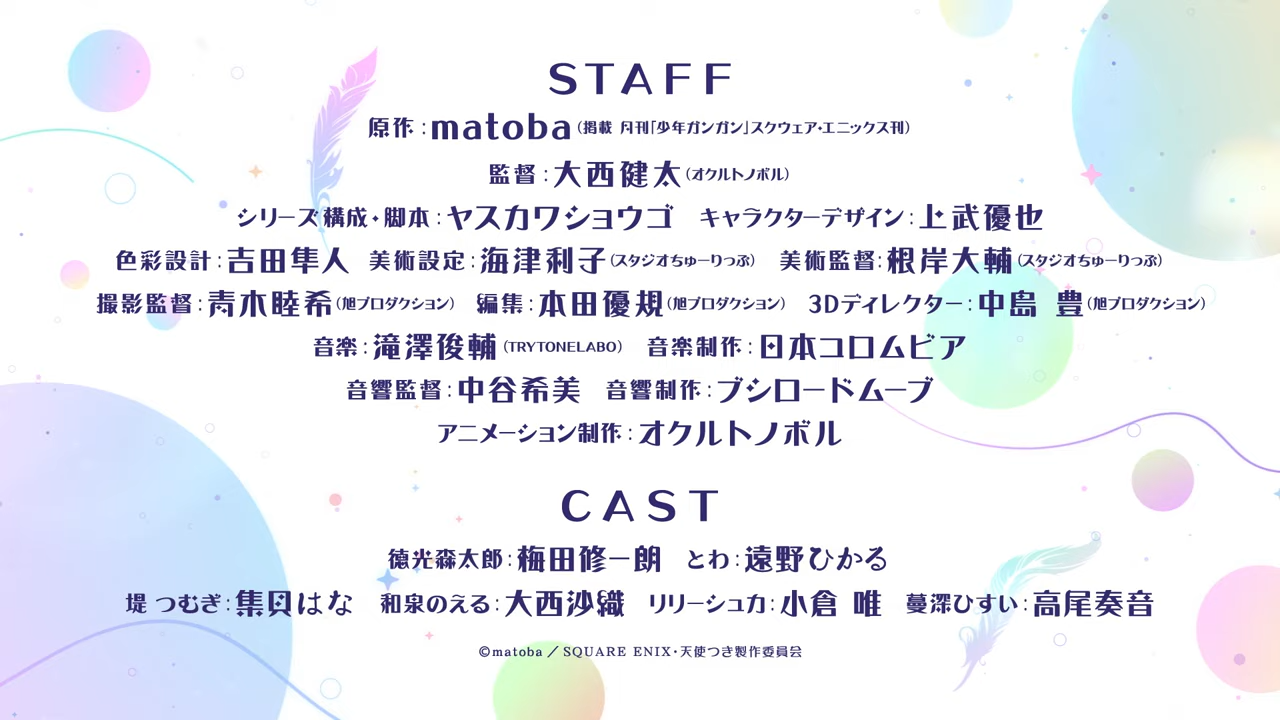 STAFF
原作：matoba（掲載 月刊「少年ガンガン」スクウェア・エニックス刊）
監督：大西健太（オクルトノボル）
シリーズ構成・脚本：ヤスカワショウゴ キャラクターデザイン：上武優也
色彩設計：吉田隼人 美術設定：海津利子（スタジオちゅーりっぷ） 美術監督：根岸大輔（スタジオちゅーりっぷ）
撮影監督：青木睦希（旭プロダクション） 編集：本田優規（旭プロダクション） 3Dディレクター：中島 豊（旭プロダクション）
音楽：滝澤俊輔（TRYTONELABO） 音楽制作：日本コロムビア
音響監督：中谷希美 音響制作：ブシロードムーブ
アニメーション制作：オクルトノボル
CAST
徳光森太郎：梅田修一朗 とわ：遠野ひかる
堤 つむぎ：集貝はな 和泉のえる：大西沙織 リリーシュカ：小倉 唯 蔓深ひすい：高尾奏音
©matoba／SQUARE ENIX・天使つき製作委員会